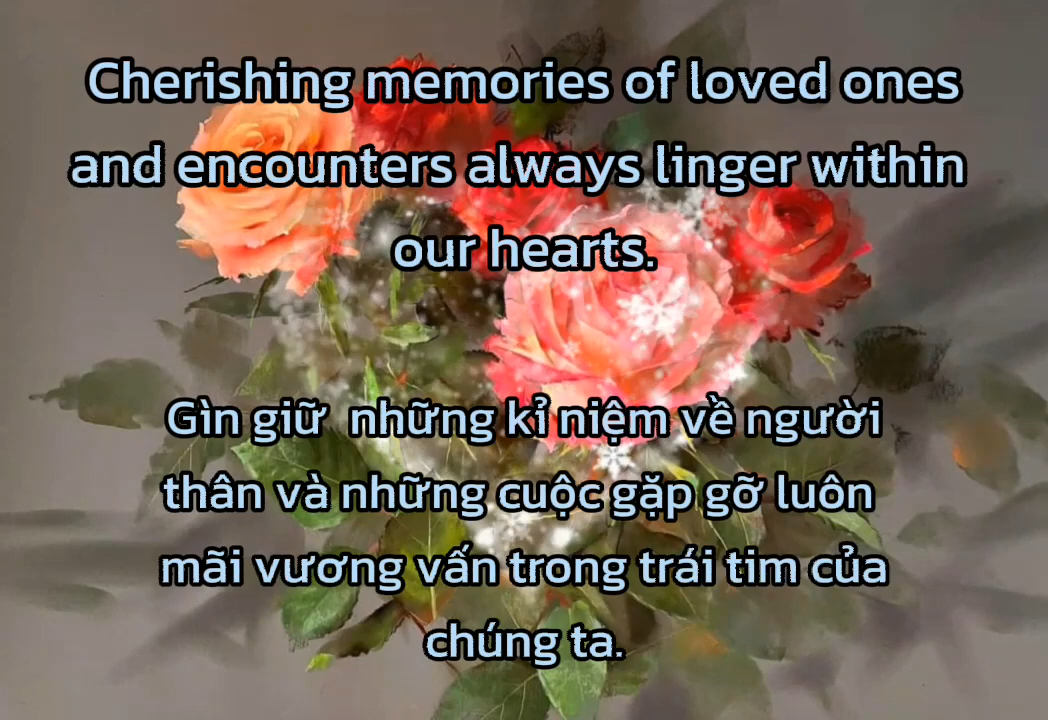 Cherishing memories of loved ones
and encounters always linger within
our hearts.
Gìn giữ những kỉ niệm về người
thân và những cuộc gặp gỡ luôn
mãi vương vấn trong trái tim của
chúng ta.